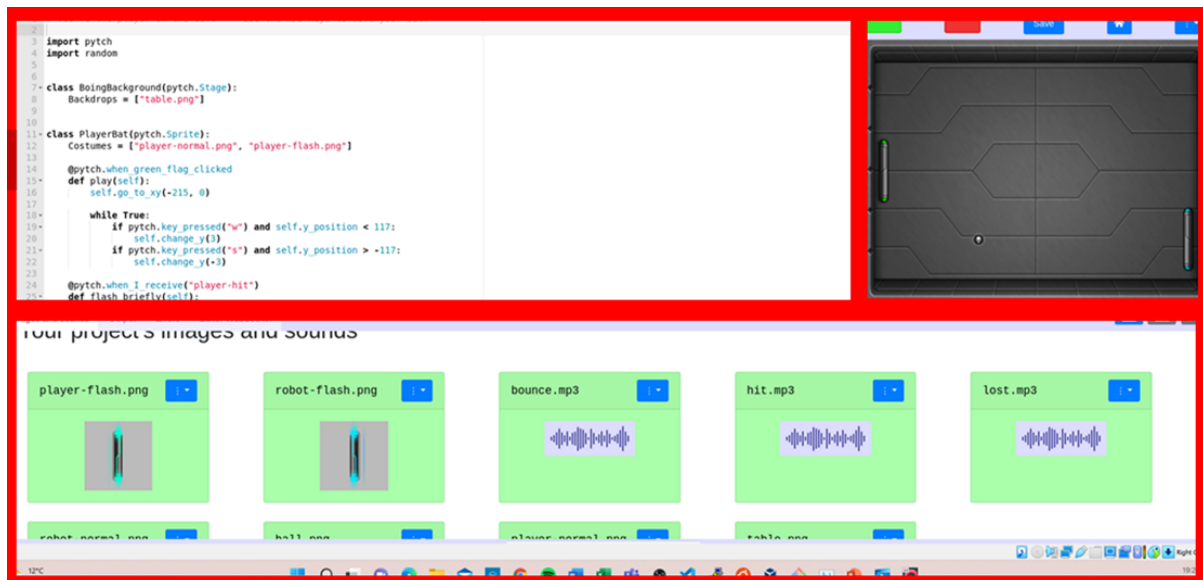 2
3 import pytch
4 import random
5
6
7 class BoingBackground(pytch.Stage):
8 Backdrops = ["table.png"]
9
10
11 class PlayerBat(pytch.Sprite):
12 Costumes = ["player-normal.png", "player-flash.png"]
13
14 @pytch.when_green_flag_clicked
15 def play(self):
16 self.go_to_xy(-215, 0)
17
18 while True:
19 if pytch.key_pressed("w") and self.y_position < 117:
20 self.change_y(3)
21 if pytch.key_pressed("s") and self.y_position > -117:
22 self.change_y(-3)
23
24 @pytch.when_I_receive("player-hit")
25 def flash_briefly(self):
Save
Your project's images and sounds
player-flash.png
robot-flash.png
bounce.mp3
hit.mp3
lost.mp3
robot-normal.png
ball.png
player-normal.png
table.png
Right
12°C